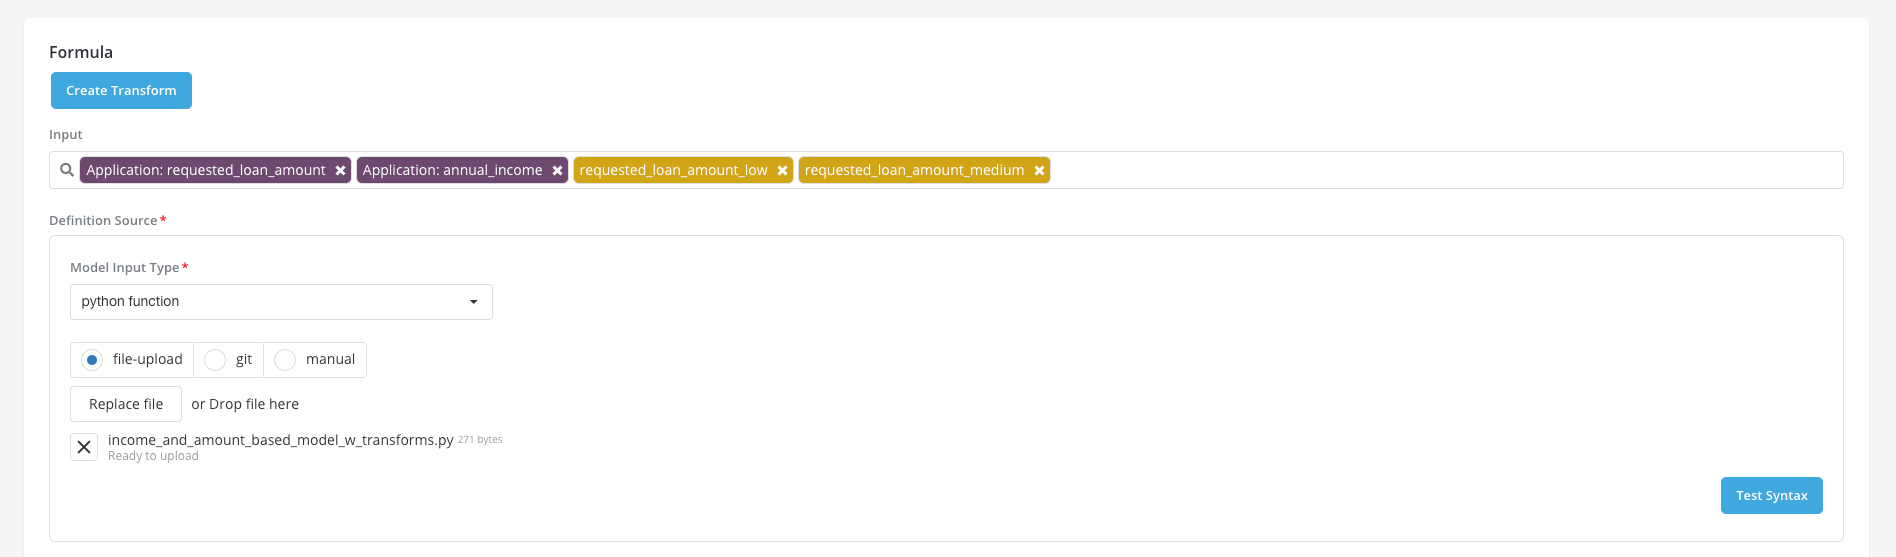 Formula
Create Transform
Input
Application: requested_loan_amount ✖ Application: annual_income ✖ requested_loan_amount_low ✖ requested_loan_amount_medium ✖
Definition Source*
Model Input Type*
python function
file-upload git manual
Replace file or Drop file here
income_and_amount_based_model_w_transforms.py 271 bytes
Ready to upload
Test Syntax